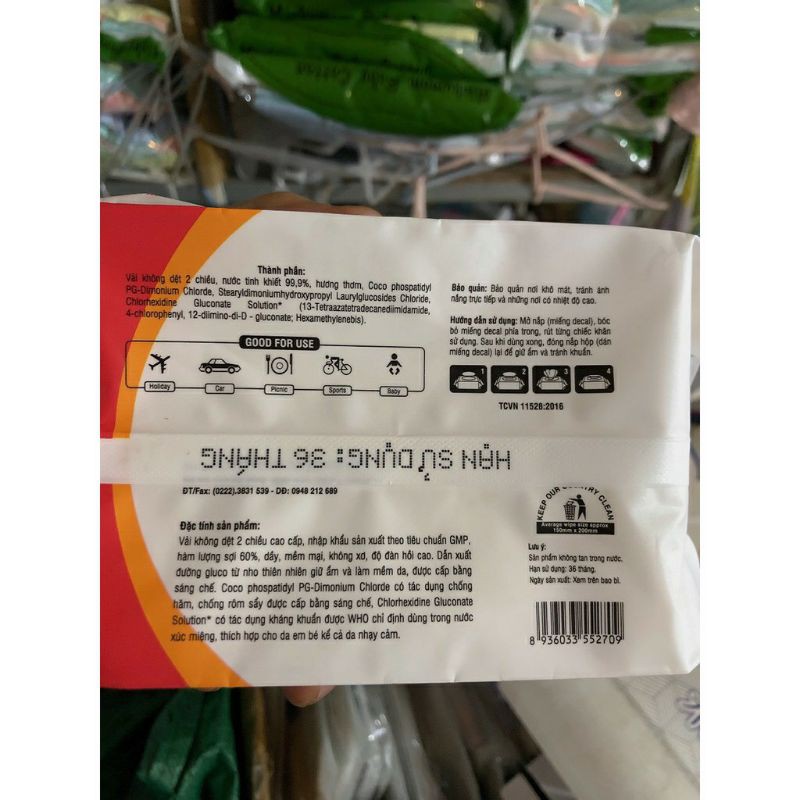 Thành phần:
Vải không dệt 2 chiều, nước tinh khiết 99,9%, hương thơm, Coco phospatidyl
PG-Dimonium Chlorde, Stearyldimoniumhydroxypropyl Laurylglucosides Chloride,
Chlorhexidine Gluconate Solution* (13-Tetraazatetradecanediimidamide,
4-chlorophenyl, 12-diimino-di-D - gluconate; Hexamethylenebis).
GOOD FOR USE
Holiday
Car
Picnic
Sports
Baby
Bảo quản: Bảo quản nơi khô mát, tránh ánh
nắng trực tiếp và những nơi có nhiệt độ cao.
Hướng dẫn sử dụng: Mở nắp (miếng decal), bóc
bỏ miếng decal phía trong, rút từng chiếc khăn
sử dụng. Sau khi dùng xong, đóng nắp hộp (dán
miếng decal) lại để giữ ẩm và tránh khuẩn.
1 2 3 4
TCVN 11528:2016
HẠN SỬ DỤNG: 36 THÁNG
ĐT/Fax: (0222).3831 539 - DĐ: 0948 212 689
Đặc tính sản phẩm:
Vải không dệt 2 chiều cao cấp, nhập khẩu sản xuất theo tiêu chuẩn GMP,
hàm lượng sợi 60%, dầy, mềm mại, không xơ, độ đàn hồi cao. Dẫn xuất
đường gluco từ nho thiên nhiên giữ ẩm và làm mềm da, được cấp bằng
sáng chế. Coco phospatidyl PG-Dimonium Chlorde có tác dụng chống
hăm, chống rôm sẩy được cấp bằng sáng chế, Chlorhexidine Gluconate
Solution* có tác dụng kháng khuẩn được WHO chỉ định dùng trong nước
xúc miệng, thích hợp cho da em bé kể cả da nhạy cảm.
KEEP OUR COUNTRY CLEAN
Average wipe size approx
150mm x 200mm
Lưu ý:
Sản phẩm không tan trong nước.
Hạn sử dụng: 36 tháng.
Ngày sản xuất: Xem trên bao bì.
8 936033 552709